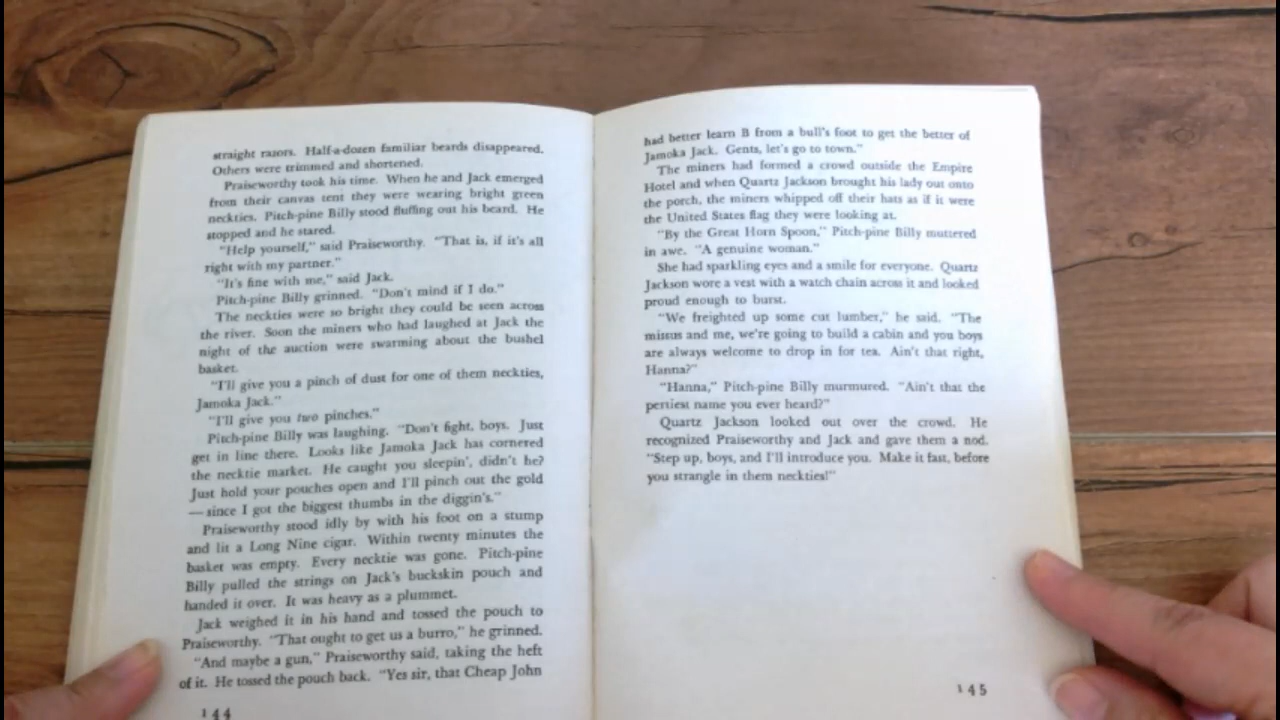 straight razors. Half-a-dozen familiar beards disappeared.
Others were trimmed and shortened.
Praiseworthy took his time. When he and Jack emerged
from their canvas tent they were wearing bright green
neckties. Pitch-pine Billy stood fluffing out his beard. He
stopped and he stared.
"Help yourself," said Praiseworthy. "That is, if it's all
right with my partner."
"It's fine with me," said Jack.
Pitch-pine Billy grinned. "Don't mind if I do."
The neckties were so bright they could be seen across
the river. Soon the miners who had laughed at Jack the
night of the auction were swarming about the bushel
basket.
"I'll give you a pinch of dust for one of them neckties,
Jamoka Jack."
"I'll give you two pinches."
Pitch-pine Billy was laughing. "Don't fight, boys. Just
get in line there. Looks like Jamoka Jack has cornered
the necktie market. He caught you sleepin', didn't he?
Just hold your pouches open and I'll pinch out the gold
—since I got the biggest thumbs in the diggin's."
Praiseworthy stood idly by with his foot on a stump
and lit a Long Nine cigar. Within twenty minutes the
basket was empty. Every necktie was gone. Pitch-pine
Billy pulled the strings on Jack's buckskin pouch and
handed it over. It was heavy as a plummet.
Jack weighed it in his hand and tossed the pouch to
Praiseworthy. "That ought to get us a burro," he grinned.
"And maybe a gun," Praiseworthy said, taking the heft
of it. He tossed the pouch back. "Yes sir, that Cheap John
144
had better learn B from a bull's foot to get the better of
Jamoka Jack. Gents, let's go to town."
The miners had formed a crowd outside the Empire
Hotel and when Quartz Jackson brought his lady out onto
the porch, the miners whipped off their hats as if it were
the United States flag they were looking at.
"By the Great Horn Spoon," Pitch-pine Billy muttered
in awe. "A genuine woman."
She had sparkling eyes and a smile for everyone. Quartz
Jackson wore a vest with a watch chain across it and looked
proud enough to burst.
"We freighted up some cut lumber," he said. "The
missus and me, we're going to build a cabin and you boys
are always welcome to drop in for tea. Ain't that right,
Hanna?"
"Hanna," Pitch-pine Billy murmured. "Ain't that the
pertiest name you ever heard?"
Quartz Jackson looked out over the crowd. He
recognized Praiseworthy and Jack and gave them a nod.
"Step up, boys, and I'll introduce you. Make it fast, before
you strangle in them neckties!"
145